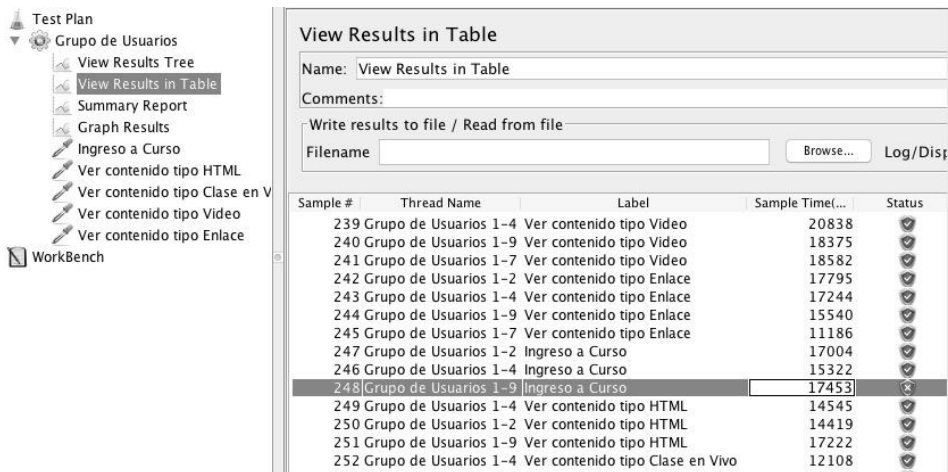 Test Plan
Grupo de Usuarios
View Results Tree
View Results in Table
Summary Report
Graph Results
Ingreso a Curso
Ver contenido tipo HTML
Ver contenido tipo Clase en V
Ver contenido tipo Video
Ver contenido tipo Enlace
WorkBench
View Results in Table
Name: View Results in Table
Comments:
Write results to file / Read from file
Filename Browse... Log/Disp
Sample # Thread Name Label Sample Time(... Status
239 Grupo de Usuarios 1-4 Ver contenido tipo Video 20838
240 Grupo de Usuarios 1-9 Ver contenido tipo Video 18375
241 Grupo de Usuarios 1-7 Ver contenido tipo Video 18582
242 Grupo de Usuarios 1-2 Ver contenido tipo Enlace 17795
243 Grupo de Usuarios 1-4 Ver contenido tipo Enlace 17244
244 Grupo de Usuarios 1-9 Ver contenido tipo Enlace 15540
245 Grupo de Usuarios 1-7 Ver contenido tipo Enlace 11186
247 Grupo de Usuarios 1-2 Ingreso a Curso 17004
246 Grupo de Usuarios 1-4 Ingreso a Curso 15322
248 Grupo de Usuarios 1-9 Ingreso a Curso 17453
249 Grupo de Usuarios 1-4 Ver contenido tipo HTML 14545
250 Grupo de Usuarios 1-2 Ver contenido tipo HTML 14419
251 Grupo de Usuarios 1-9 Ver contenido tipo HTML 17222
252 Grupo de Usuarios 1-4 Ver contenido tipo Clase en Vivo 12108